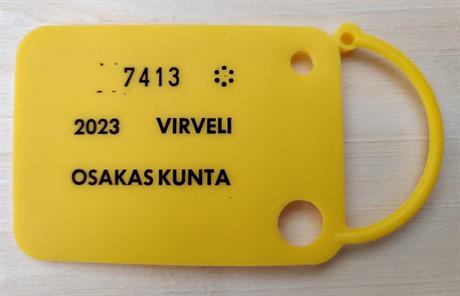 7413
2023 VIRVELI
OSAKAS KUNTA